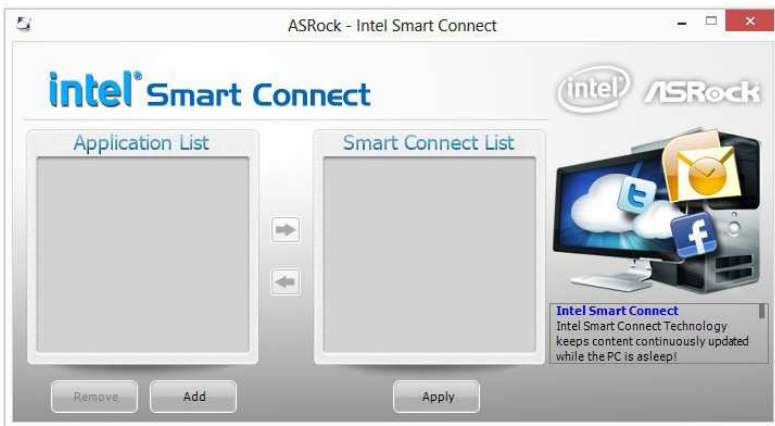 ASRock - Intel Smart Connect
intel® Smart Connect
intel® ASRock
Application List
Smart Connect List
Intel Smart Connect
Intel Smart Connect Technology
keeps content continuously updated
while the PC is asleep!
Remove
Add
Apply